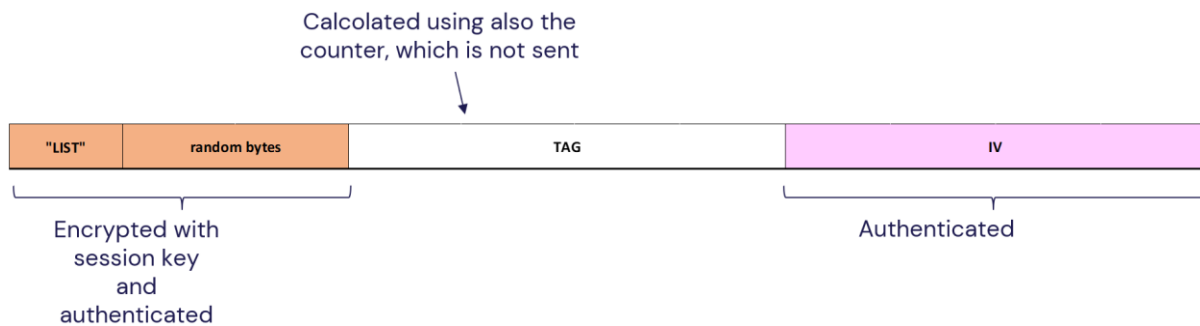 Calcolated using also the
counter, which is not sent
"LIST"
random bytes
TAG
IV
Encrypted with
session key
and
authenticated
Authenticated